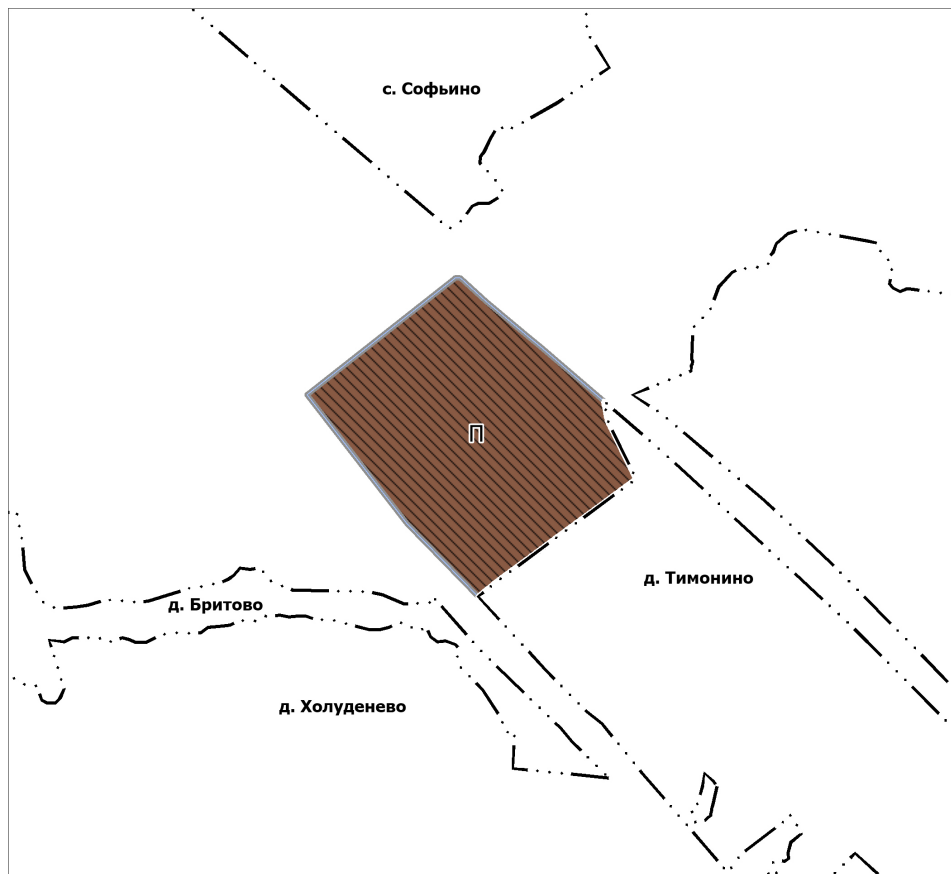 с. Софьино
П
д. Тимонино
д. Бритово
д. Холуденево